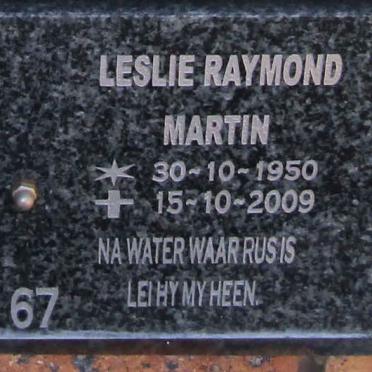 LESLIE RAYMOND
MARTIN
30~10~1950
15~10~2009
NA WATER WAAR RUS IS
LEI HY MY HEEN.
67